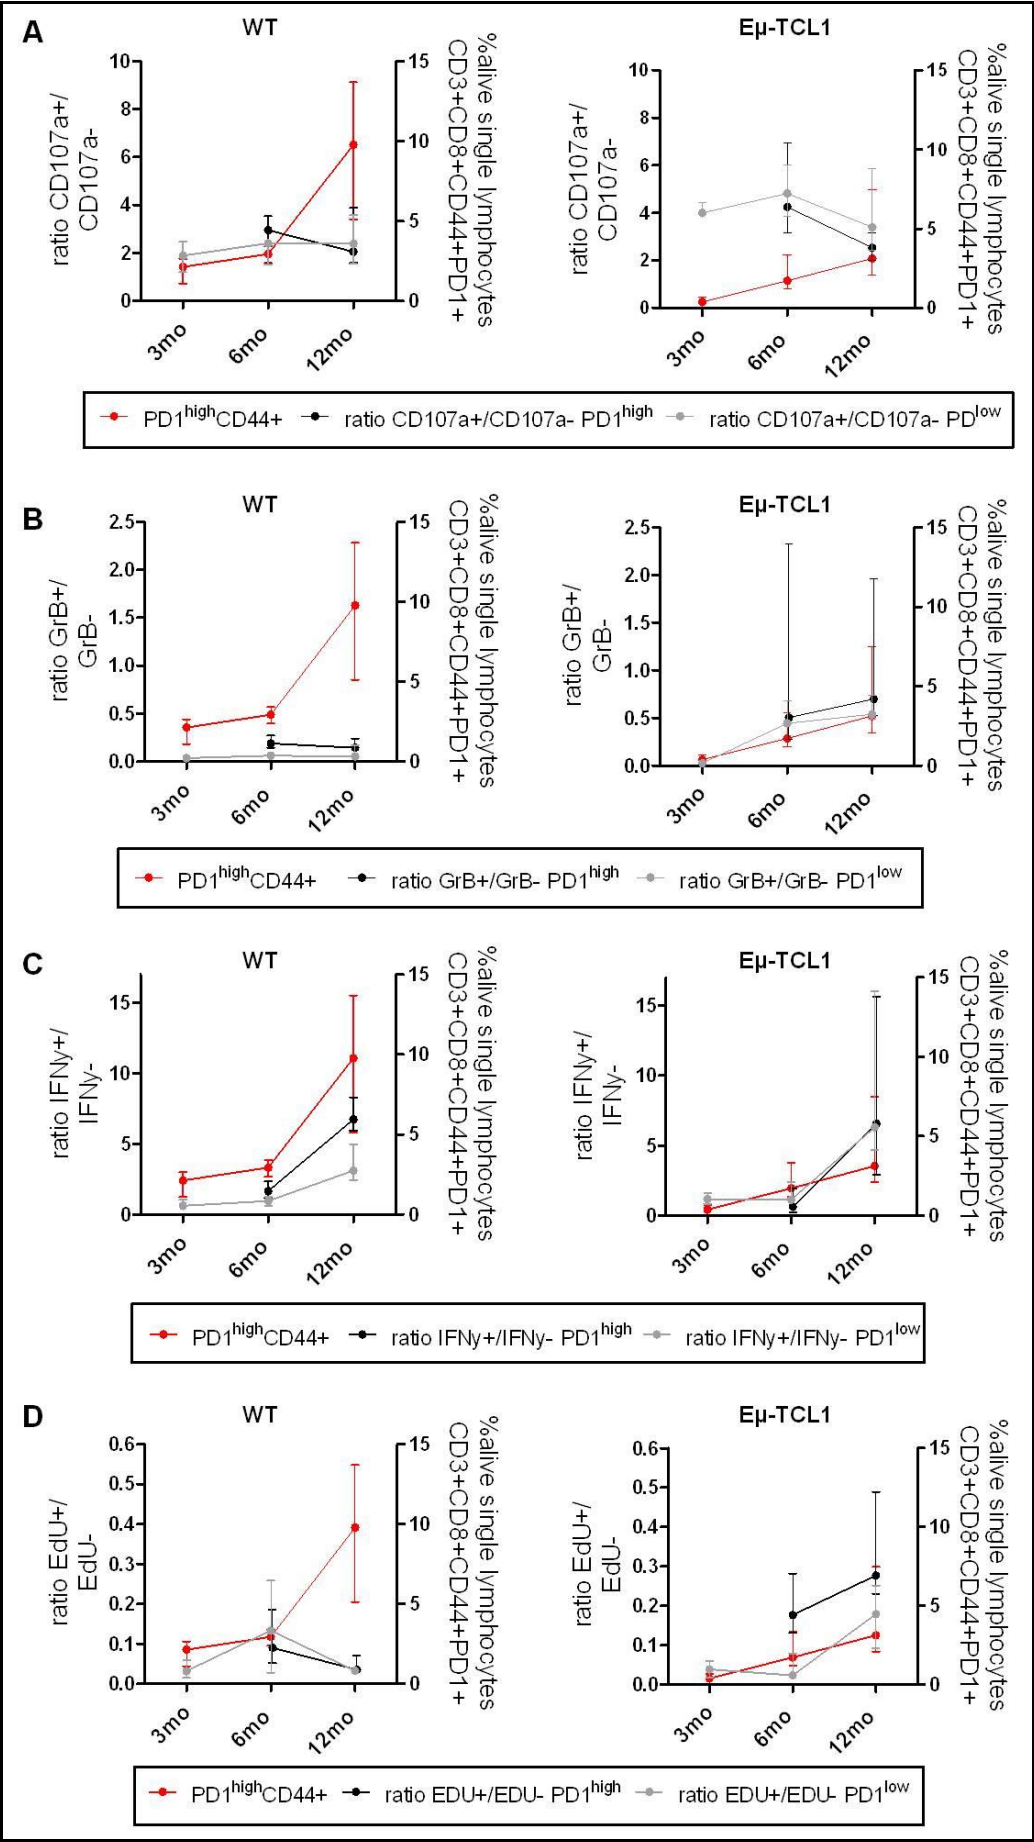 A
WT
Eμ-TCL1
ratio CD107a+/
CD107a-
10
8
6
4
2
0
15
10
5
0
%alive single lymphocytes
CD3+CD8+CD44+PD1+
3mo
6mo
12mo
ratio CD107a+/
CD107a-
10
8
6
4
2
0
15
10
5
0
%alive single lymphocytes
CD3+CD8+CD44+PD1+
3mo
6mo
12mo
PD1highCD44+ ratio CD107a+/CD107a- PD1high ratio CD107a+/CD107a- PDlow
B
WT
Eμ-TCL1
ratio GrB+/
GrB-
2.5
2.0
1.5
1.0
0.5
0.0
15
10
5
0
%alive single lymphocytes
CD3+CD8+CD44+PD1+
3mo
6mo
12mo
ratio GrB+/
GrB-
2.5
2.0
1.5
1.0
0.5
0.0
15
10
5
0
%alive single lymphocytes
CD3+CD8+CD44+PD1+
3mo
6mo
12mo
PD1highCD44+ ratio GrB+/GrB- PD1high ratio GrB+/GrB- PD1low
C
WT
Eμ-TCL1
ratio IFNy+/
IFNy-
15
10
5
0
15
10
5
0
%alive single lymphocytes
CD3+CD8+CD44+PD1+
3mo
6mo
12mo
ratio IFNy+/
IFNy-
15
10
5
0
15
10
5
0
%alive single lymphocytes
CD3+CD8+CD44+PD1+
3mo
6mo
12mo
PD1highCD44+ ratio IFNy+/IFNy- PD1high ratio IFNy+/IFNy- PD1low
D
WT
Eμ-TCL1
ratio EdU+/
EdU-
0.6
0.5
0.4
0.3
0.2
0.1
0.0
15
10
5
0
%alive single lymphocytes
CD3+CD8+CD44+PD1+
3mo
6mo
12mo
ratio EdU+/
EdU-
0.6
0.5
0.4
0.3
0.2
0.1
0.0
15
10
5
0
%alive single lymphocytes
CD3+CD8+CD44+PD1+
3mo
6mo
12mo
PD1highCD44+ ratio EDU+/EDU- PD1high ratio EDU+/EDU- PD1low